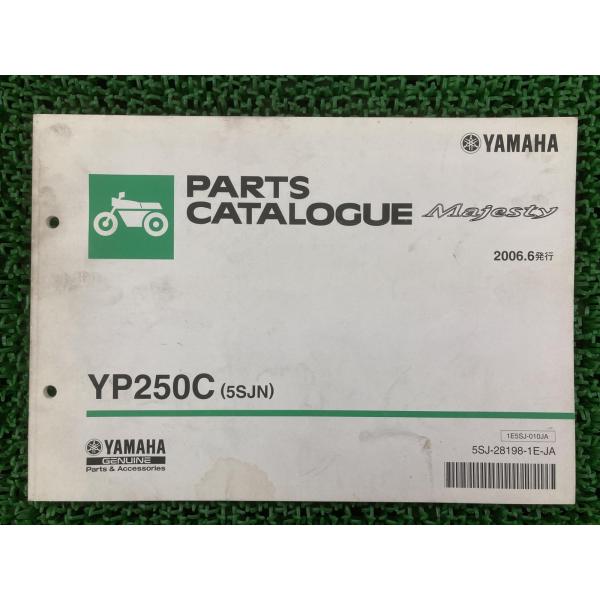 YAMAHA
PARTS
CATALOGUE Majesty
2006.6発行
YP250C (5SJN)
1E5SJ-010JA
YAMAHA
GENUINE
Parts & Accessories
5SJ-28198-1E-JA